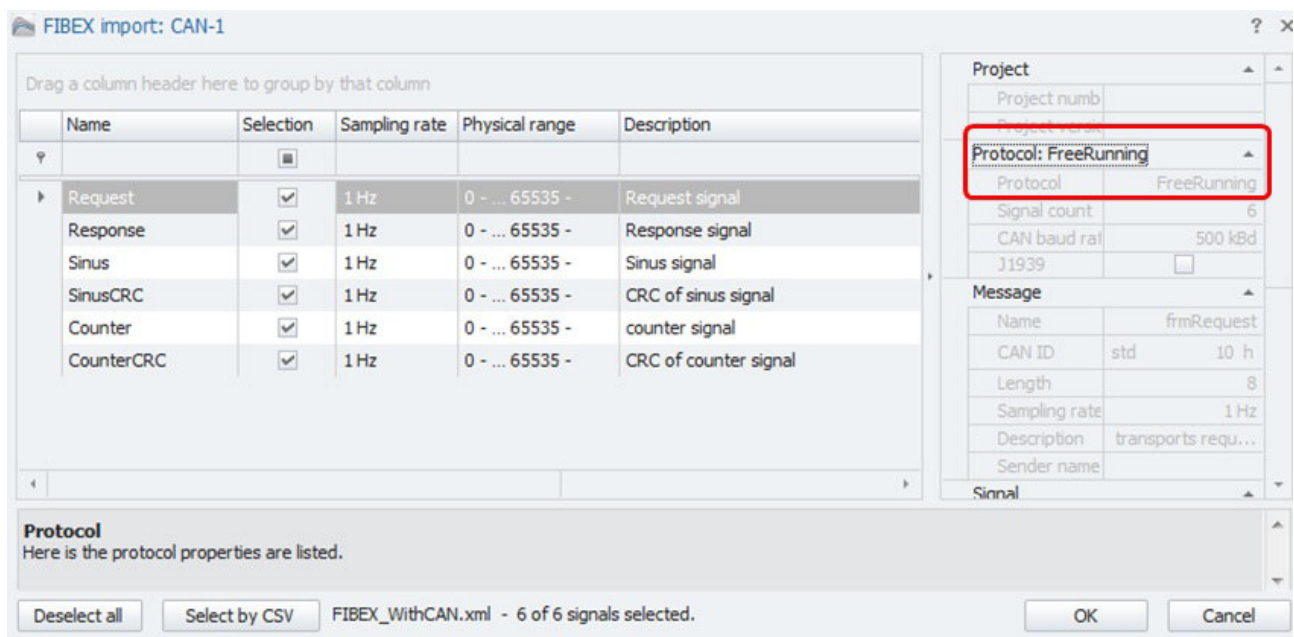 FIBEX import: CAN-1
?
Drag a column header here to group by that column
Name Selection Sampling rate Physical range Description
Request 1 Hz 0 - ... 65535 - Request signal
Response 1 Hz 0 - ... 65535 - Response signal
Sinus 1 Hz 0 - ... 65535 - Sinus signal
SinusCRC 1 Hz 0 - ... 65535 - CRC of sinus signal
Counter 1 Hz 0 - ... 65535 - counter signal
CounterCRC 1 Hz 0 - ... 65535 - CRC of counter signal
Project
Project numb
Project versi
Protocol: FreeRunning
Protocol FreeRunning
Signal count 6
CAN baud rat 500 kBd
J1939
Message
Name frmRequest
CAN ID std 10 h
Length 8
Sampling rate 1 Hz
Description transports requ...
Sender name
Signal
Protocol
Here is the protocol properties are listed.
Deselect all Select by CSV FIBEX_WithCAN.xml - 6 of 6 signals selected. OK Cancel